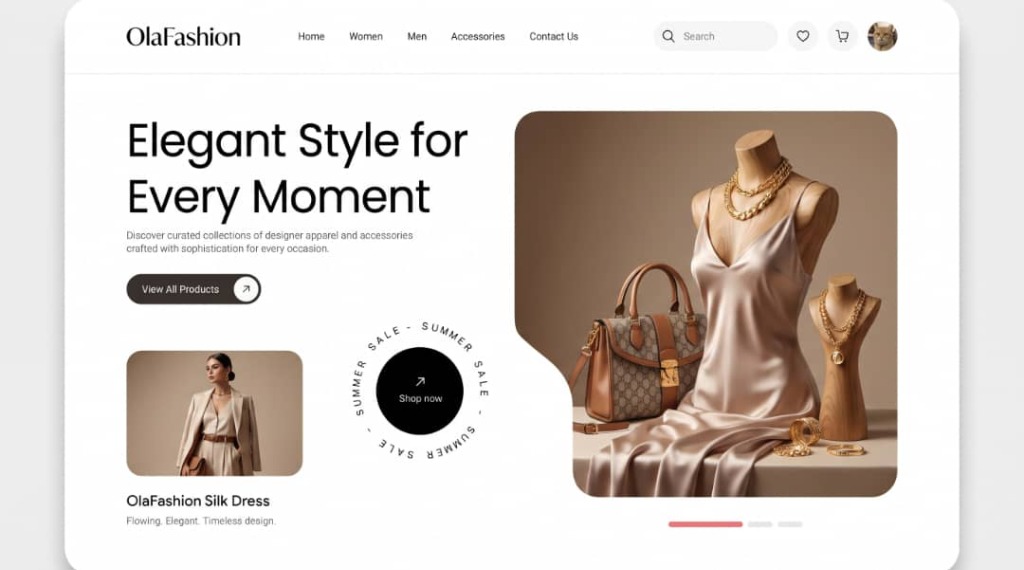 OlaFashion
Home
Women
Men
Accessories
Contact Us
Search
Elegant Style for
Every Moment
Discover curated collections of designer apparel and accessories
crafted with sophistication for every occasion.
View All Products
SUMMER SALE - SUMMER SALE - SUMMER SALE -
Shop now
OlaFashion Silk Dress
Flowing. Elegant. Timeless design.